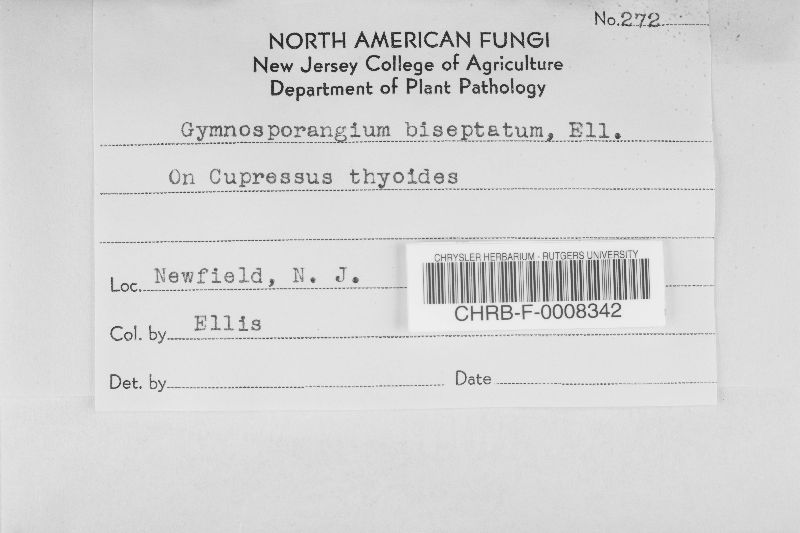 No. 272
NORTH AMERICAN FUNGI
New Jersey College of Agriculture
Department of Plant Pathology
Gymnosporangium biseptatum, Ell.
On Cupressus thyoides
Loc. Newfield, N. J.
CHRYSLER HERBARIUM - RUTGERS UNIVERSITY
CHRB-F-0008342
Col. by Ellis
Det. by
Date